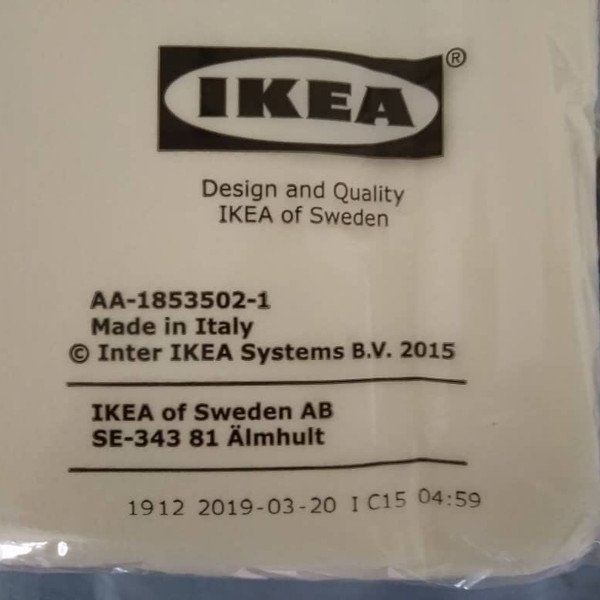 IKEA®
Design and Quality
IKEA of Sweden
AA-1853502-1
Made in Italy
© Inter IKEA Systems B.V. 2015
IKEA of Sweden AB
SE-343 81 Älmhult
1912 2019-03-20 I C15 04:59